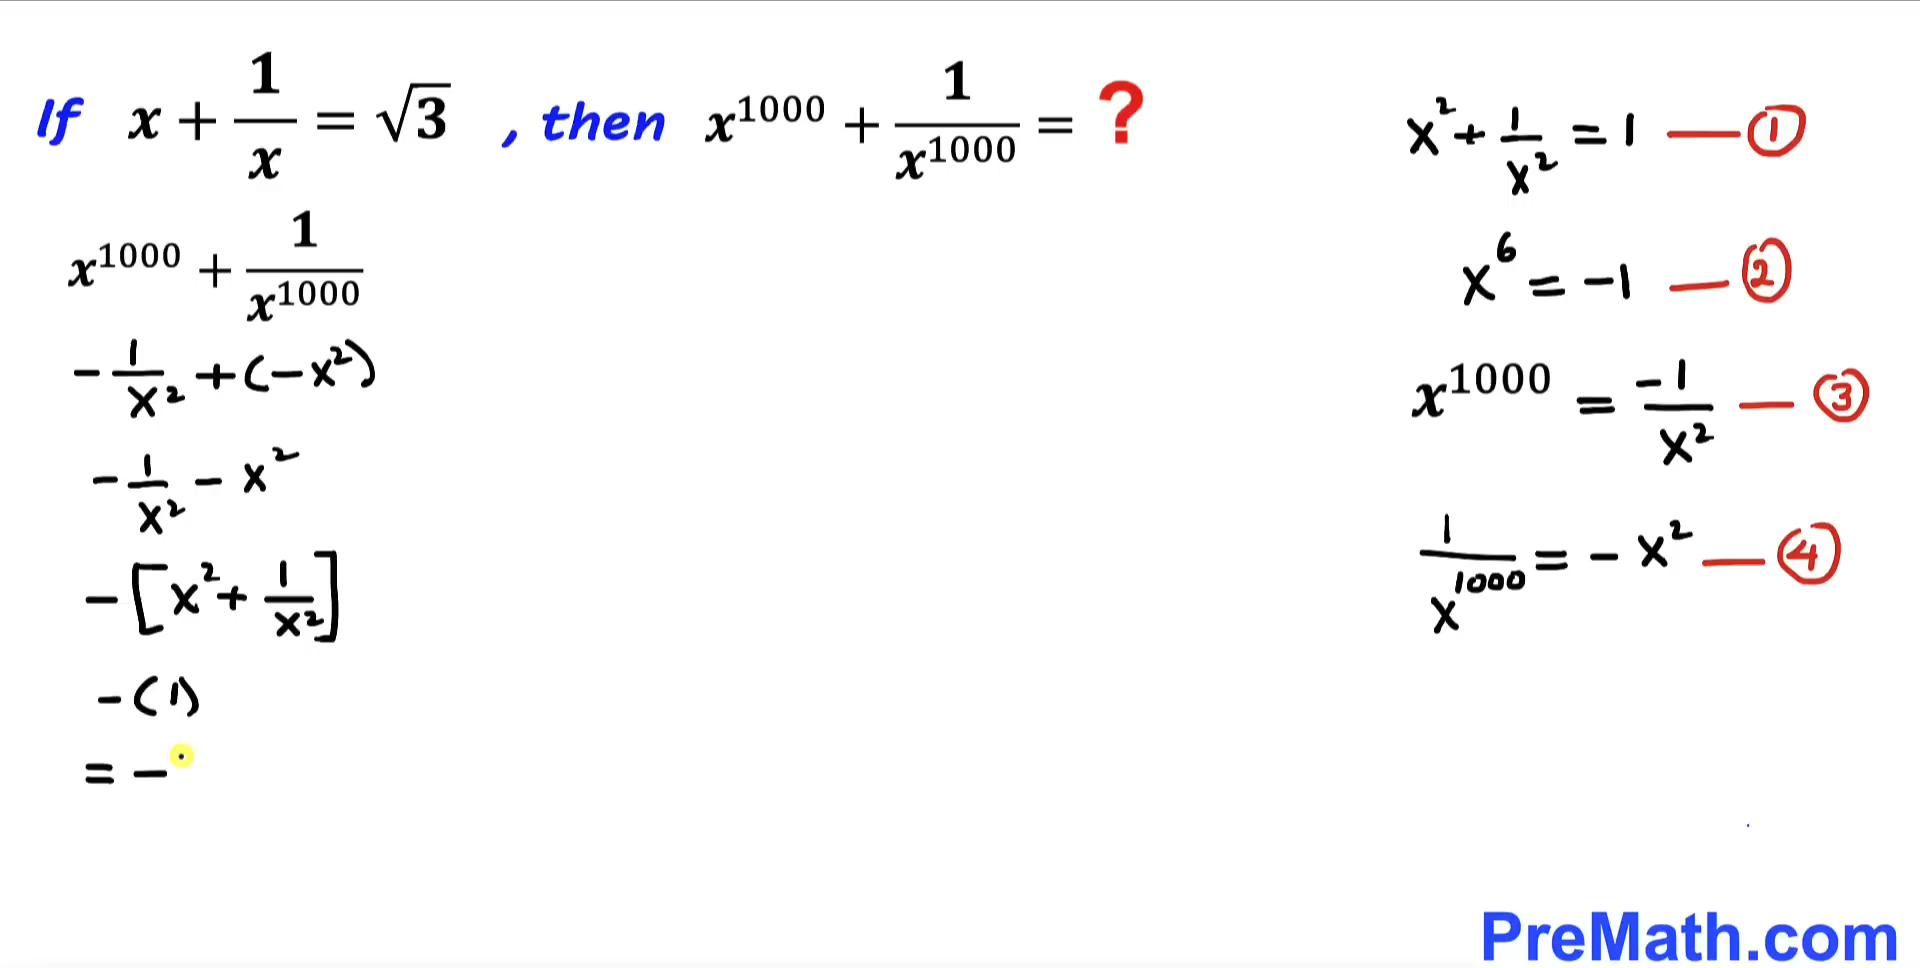 If x + 1/x = √3 , then x^1000 + 1/x^1000 = ?
x^1000 + 1/x^1000
- 1/x² + (-x²)
- 1/x² - x²
- [x² + 1/x²]
- (1)
= -
x² + 1/x² = 1 — ①
x⁶ = -1 — ②
x^1000 = -1/x² — ③
1/x^1000 = - x² — ④
PreMath.com